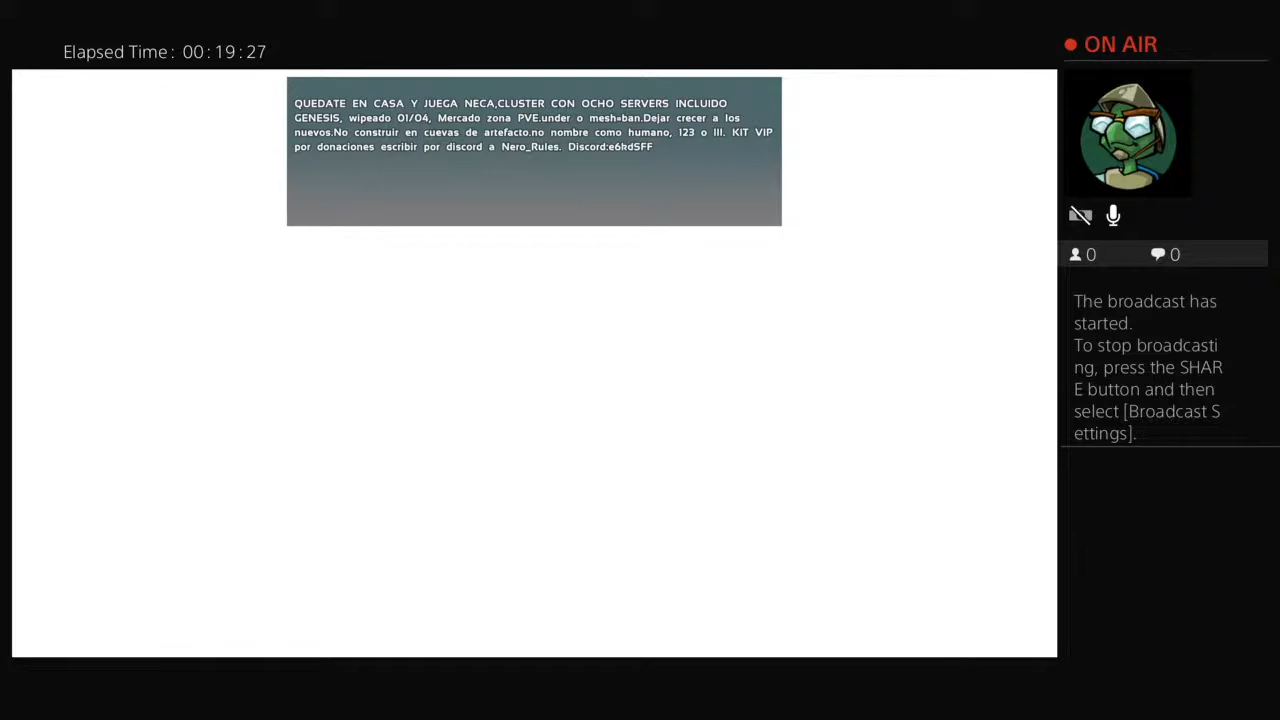 Elapsed Time: 00:19:27
ON AIR
QUEDATE EN CASA Y JUEGA NECA,CLUSTER CON OCHO SERVERS INCLUIDO
GENESIS, wipeado 01/04, Mercado zona PVE.under o mesh=ban.Dejar crecer a los
nuevos.No construir en cuevas de artefacto.no nombre como humano, 123 o III. KIT VIP
por donaciones escribir por discord a Nero_Rules. Discord:e6kdSFF
0 0
The broadcast has
started.
To stop broadcasti
ng, press the SHAR
E button and then
select [Broadcast S
ettings].